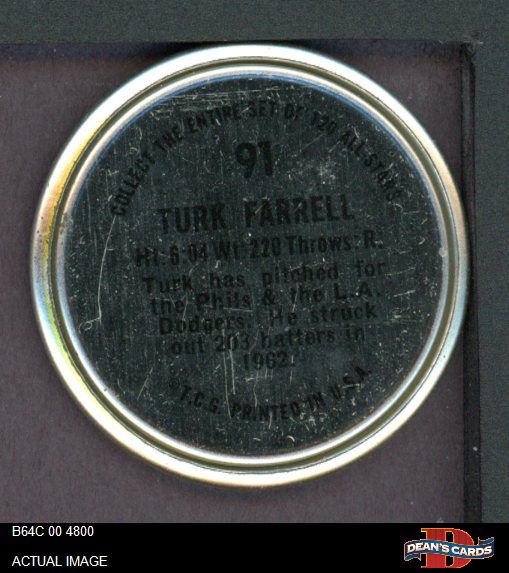 COLLECT THE ENTIRE SET OF 120 ALL-STARS
91
TURK FARRELL
Ht: 6'04 Wt: 220 Throws: R.
Turk has pitched for
the Phils & the L.A.
Dodgers. He struck
out 203 batters in
1962.
© T.C.G. PRINTED IN U.S.A.
B64C 00 4800
ACTUAL IMAGE
D
DEAN'S CARDS